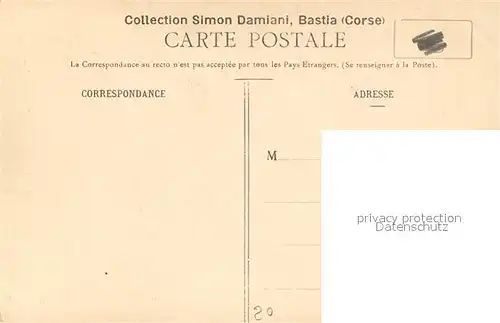 Collection Simon Damiani, Bastia (Corse)
CARTE POSTALE
La Correspondance au recto n'est pas acceptée par tous les Pays Etrangers. (Se renseigner à la Poste).
CORRESPONDANCE
ADRESSE
M
privacy protection
Datenschutz
80